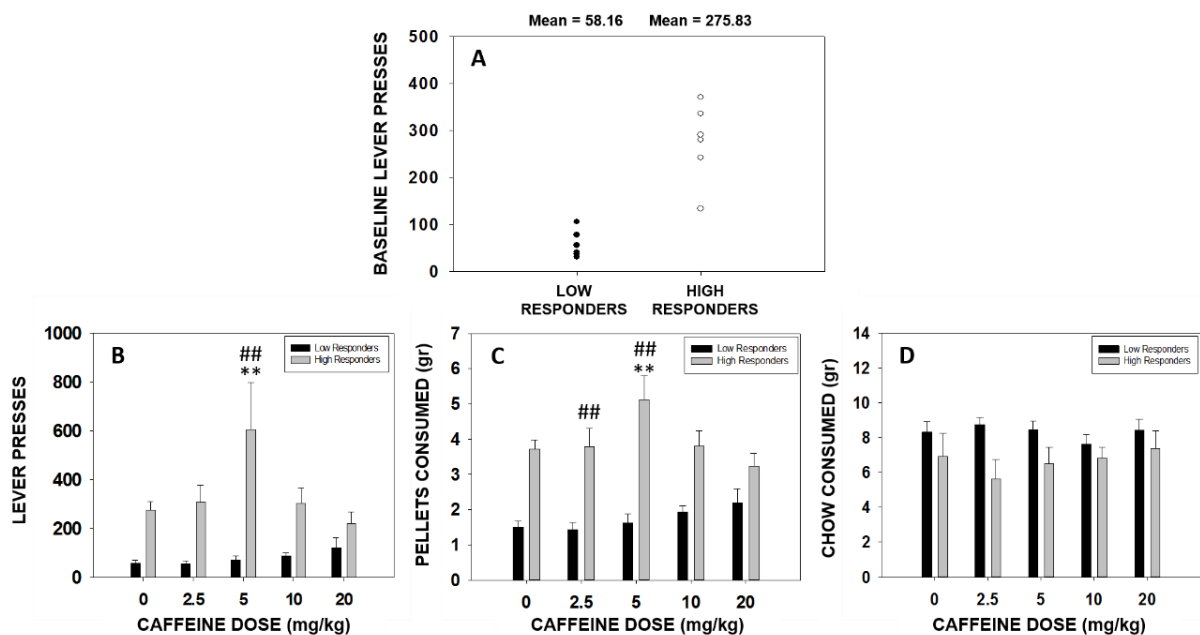 Mean = 58.16 Mean = 275.83
A
BASELINE LEVER PRESSES
500
400
300
200
100
0
LOW RESPONDERS
HIGH RESPONDERS
B
LEVER PRESSES
1000
800
600
400
200
0
Low Responders
High Responders
##
**
0 2.5 5 10 20
CAFFEINE DOSE (mg/kg)
C
PELLETS CONSUMED (gr)
7
6
5
4
3
2
1
0
Low Responders
High Responders
##
##
**
0 2.5 5 10 20
CAFFEINE DOSE (mg/kg)
D
CHOW CONSUMED (gr)
14
12
10
8
6
4
2
0
Low Responders
High Responders
0 2.5 5 10 20
CAFFEINE DOSE (mg/kg)